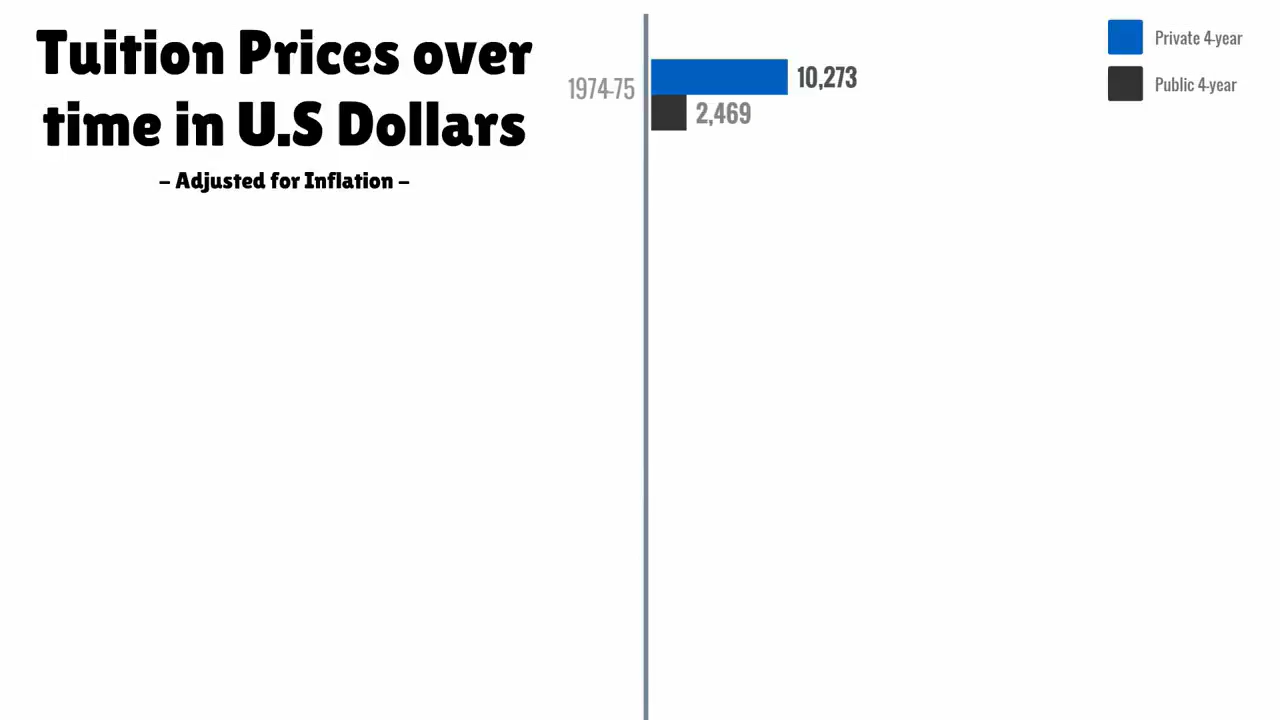 Tuition Prices over
time in U.S Dollars
– Adjusted for Inflation –
1974-75
10,273
2,469
Private 4-year
Public 4-year